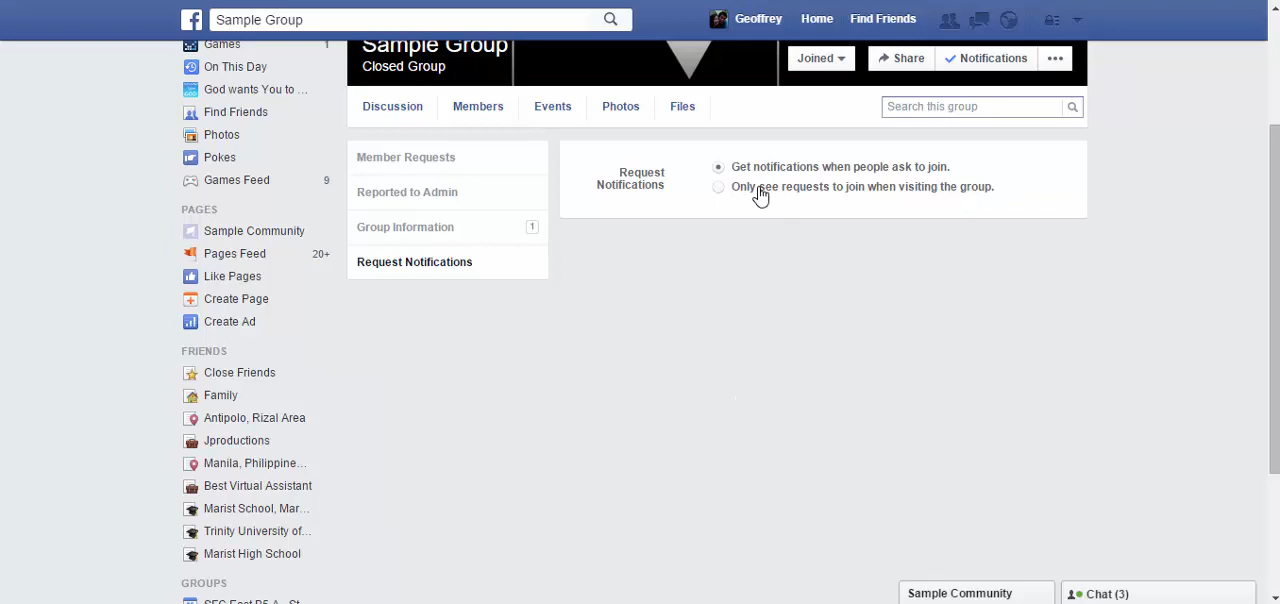 Sample Group
Geoffrey
Home
Find Friends
Games 1
On This Day
God wants You to ...
Find Friends
Photos
Pokes
Games Feed 9
PAGES
Sample Community
Pages Feed 20+
Like Pages
Create Page
Create Ad
FRIENDS
Close Friends
Family
Antipolo, Rizal Area
Jproductions
Manila, Philippine...
Best Virtual Assistant
Marist School, Mar...
Trinity University of...
Marist High School
GROUPS
Sample Group
Closed Group
Joined
Share
Notifications
Discussion
Members
Events
Photos
Files
Search this group
Member Requests
Reported to Admin
Group Information 1
Request Notifications
Request
Notifications
Get notifications when people ask to join.
Only see requests to join when visiting the group.
Sample Community
Chat (3)